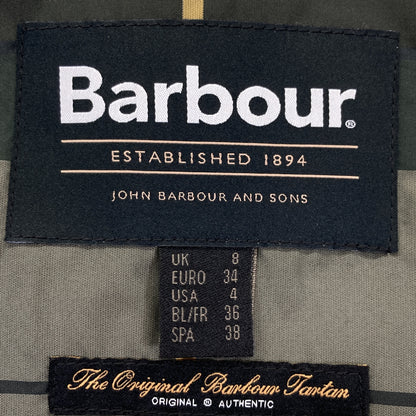 Barbour®
ESTABLISHED 1894
JOHN BARBOUR AND SONS
UK 8
EURO 34
USA 4
BL/FR 36
SPA 38
The Original Barbour Tartan
ORIGINAL ® AUTHENTIC